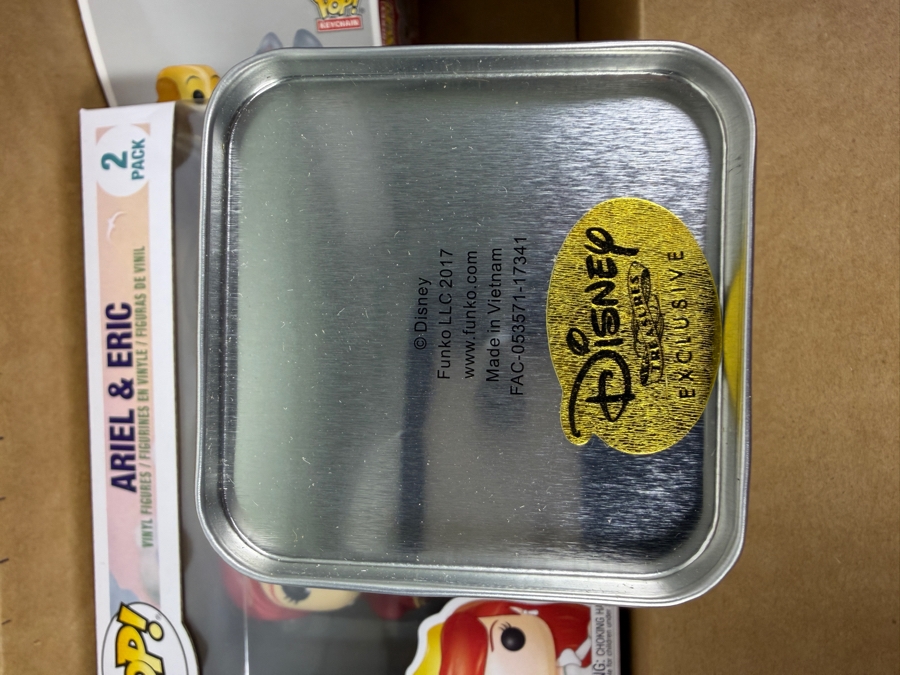 POP!
KEYCHAIN
2
PACK
ARIEL & ERIC
VINYL FIGURES / FIGURINES EN VINYLE / FIGURAS DE VINIL
©Disney
Funko LLC 2017
www.funko.com
Made in Vietnam
FAC-053571-17341
Disney
TREASURES
EXCLUSIVE
CHOKING